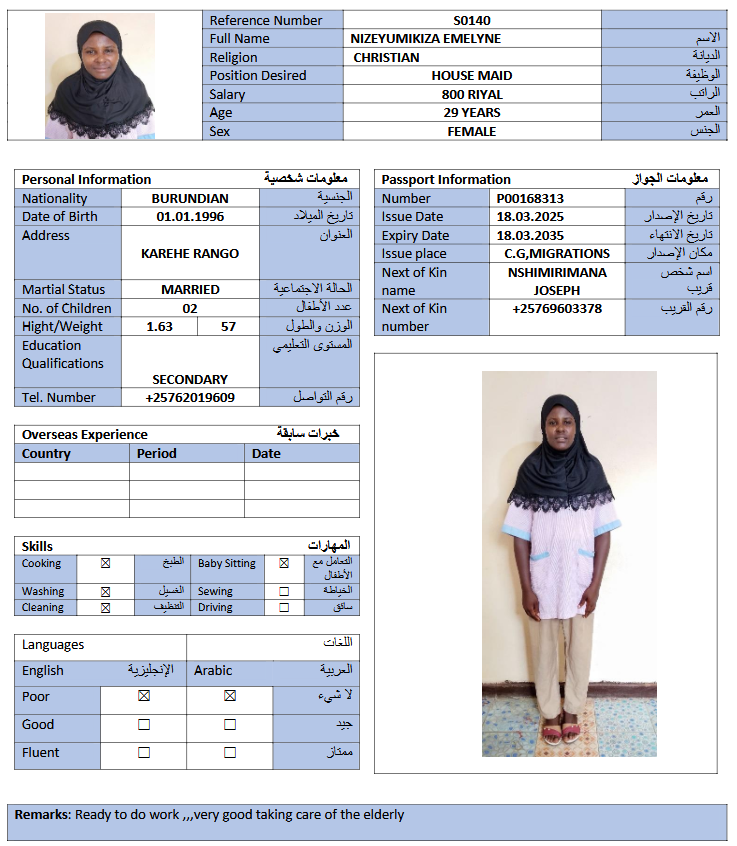 Reference Number S0140
Full Name NIZEYUMIKIZA EMELYNE الاسم
Religion CHRISTIAN الديانة
Position Desired HOUSE MAID الوظيفة
Salary 800 RIYAL الراتب
Age 29 YEARS العمر
Sex FEMALE الجنس
Personal Information معلومات شخصية
Nationality BURUNDIAN الجنسية
Date of Birth 01.01.1996 تاريخ الميلاد
Address KAREHE RANGO العنوان
Martial Status MARRIED الحالة الاجتماعية
No. of Children 02 عدد الأطفال
Hight/Weight 1.63 57 الوزن والطول
Education Qualifications SECONDARY المستوى التعليمي
Tel. Number +25762019609 رقم التواصل
Passport Information معلومات الجواز
Number P00168313 رقم
Issue Date 18.03.2025 تاريخ الإصدار
Expiry Date 18.03.2035 تاريخ الانتهاء
Issue place C.G,MIGRATIONS مكان الإصدار
Next of Kin name NSHIMIRIMANA JOSEPH اسم شخص قريب
Next of Kin number +25769603378 رقم القريب
Overseas Experience خبرات سابقة
Country Period Date
Skills المهارات
Cooking ☒ الطبخ Baby Sitting ☒ التعامل مع الأطفال
Washing ☒ الغسيل Sewing ☐ الخياطة
Cleaning ☒ التنظيف Driving ☐ سائق
Languages اللغات
English الإنجليزية Arabic العربية
Poor ☒ ☒ لا شيء
Good ☐ ☐ جيد
Fluent ☐ ☐ ممتاز
Remarks: Ready to do work ,,,very good taking care of the elderly